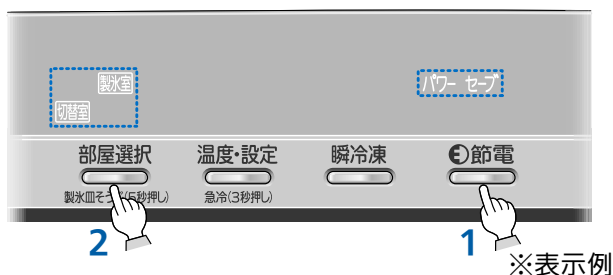 製氷室
切替室
パワー セーブ
部屋選択 温度・設定 瞬冷凍 Ⓔ節電
製氷皿そうじ(5秒押し) 急冷(3秒押し)
2 1
※表示例